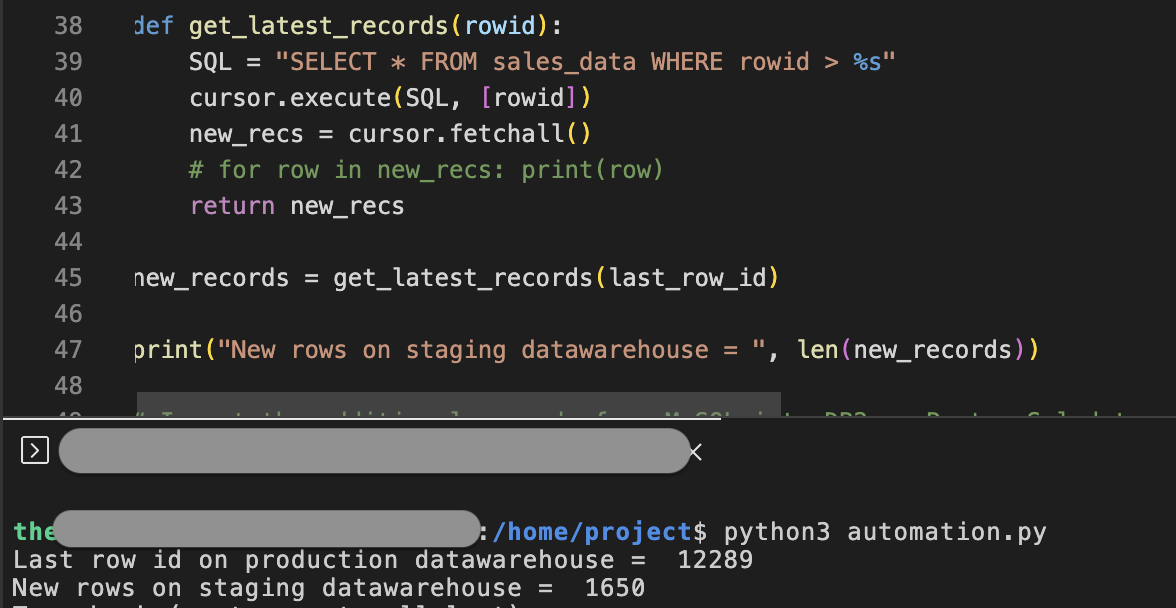 38 def get_latest_records(rowid):
39 SQL = "SELECT * FROM sales_data WHERE rowid > %s"
40 cursor.execute(SQL, [rowid])
41 new_recs = cursor.fetchall()
42 # for row in new_recs: print(row)
43 return new_recs
44
45 new_records = get_latest_records(last_row_id)
46
47 print("New rows on staging datawarehouse = ", len(new_records))
48
the :/home/project$ python3 automation.py
Last row id on production datawarehouse = 12289
New rows on staging datawarehouse = 1650